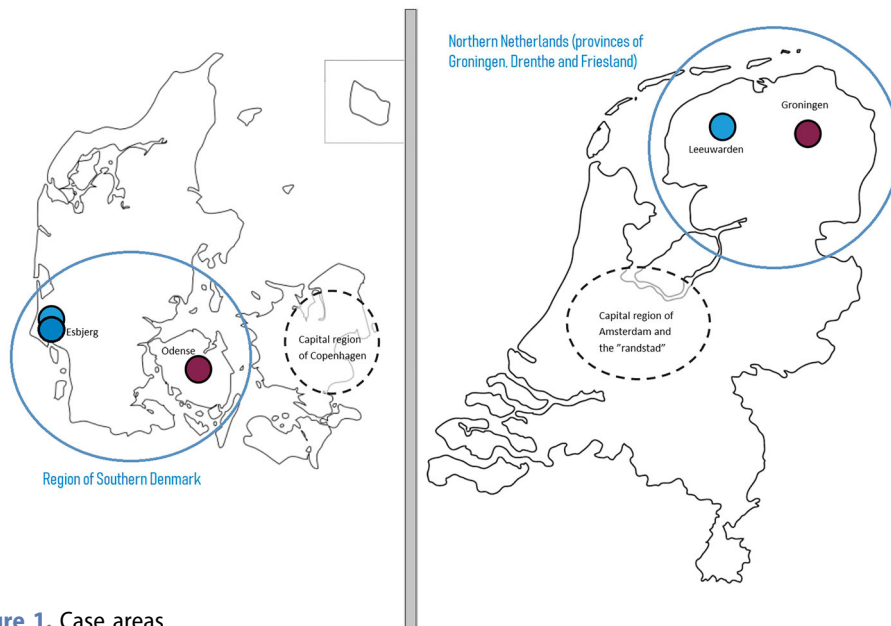 Northern Netherlands (provinces of
Groningen, Drenthe and Friesland)
Groningen
Leeuwarden
Esbjerg
Odense
Capital region
of Copenhagen
Capital region of
Amsterdam and
the "randstad"
Region of Southern Denmark
1. Case areas